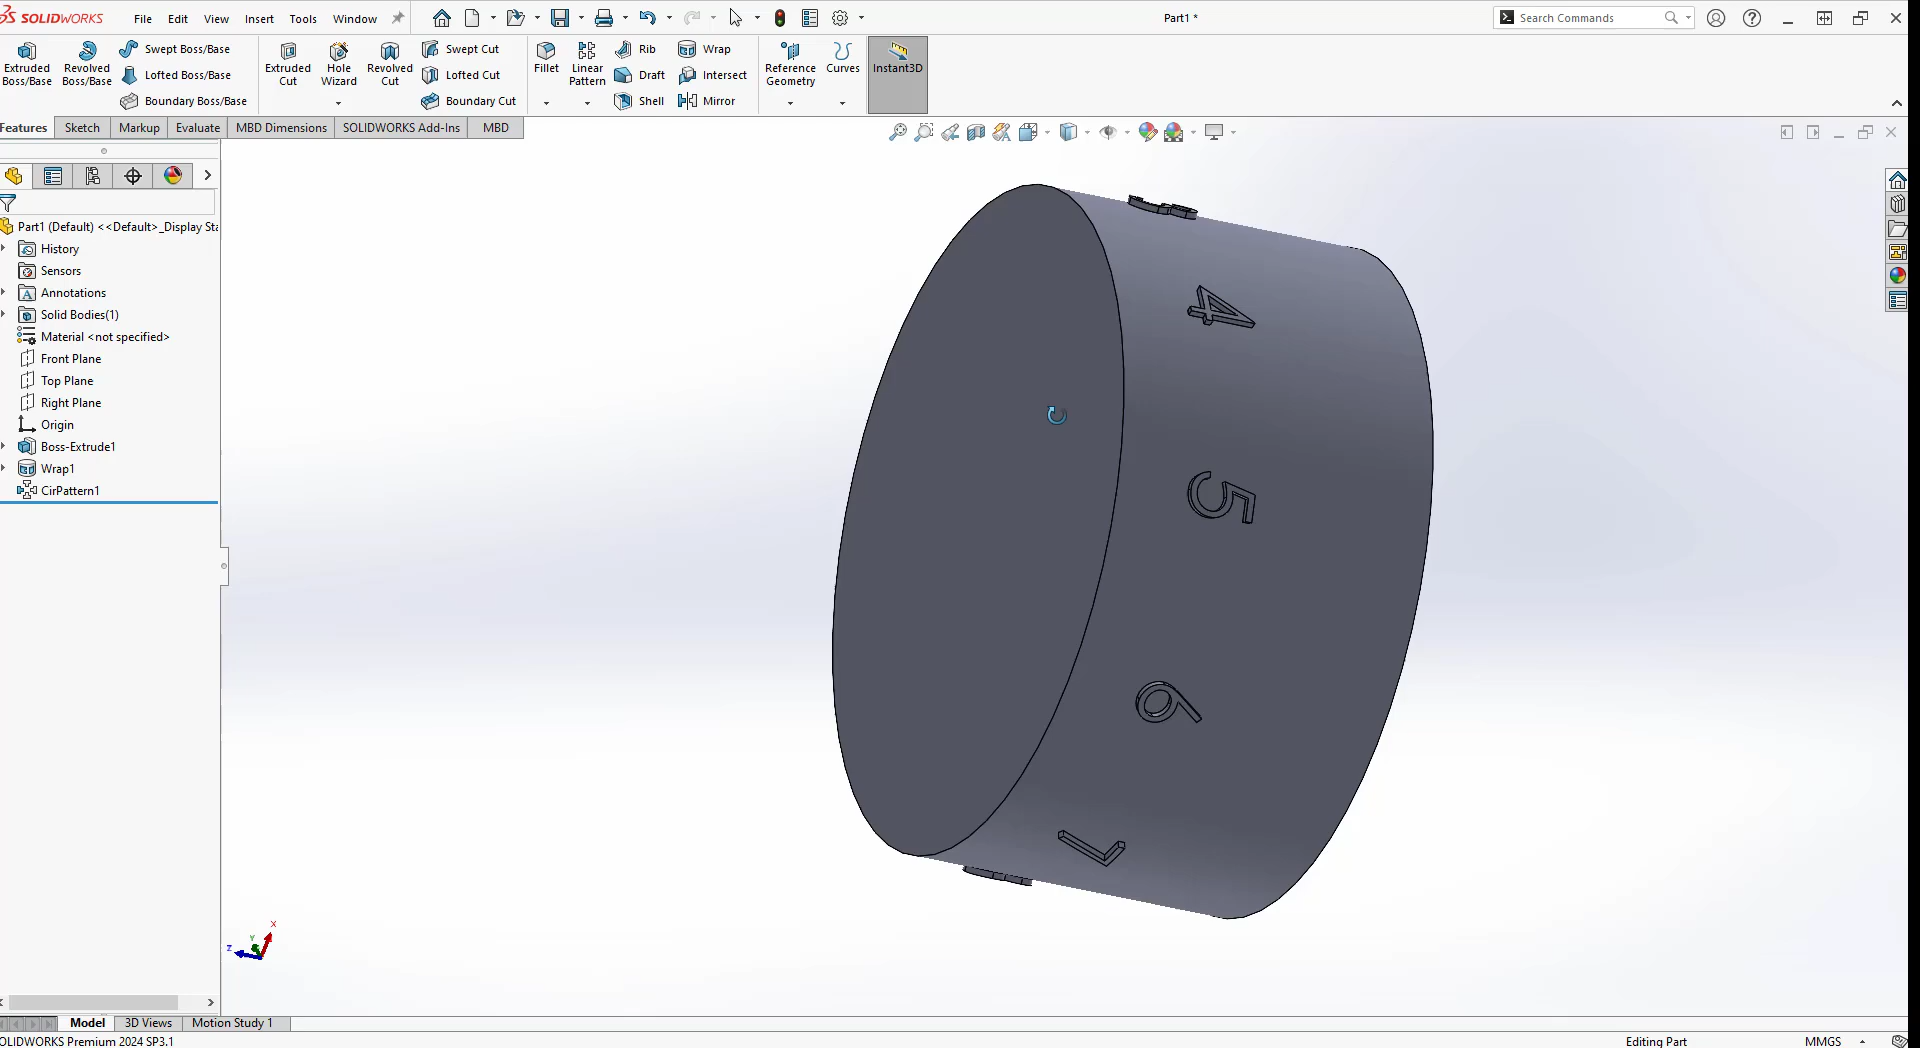 SOLIDWORKS File Edit View Insert Tools Window
Part1 *
Search Commands
Extruded Boss/Base
Revolved Boss/Base
Swept Boss/Base
Lofted Boss/Base
Boundary Boss/Base
Extruded Cut
Hole Wizard
Revolved Cut
Swept Cut
Lofted Cut
Boundary Cut
Fillet
Linear Pattern
Rib
Draft
Shell
Wrap
Intersect
Mirror
Reference Geometry
Curves
Instant3D
Features Sketch Markup Evaluate MBD Dimensions SOLIDWORKS Add-Ins MBD
Part1 (Default) <<Default>_Display Sta
History
Sensors
Annotations
Solid Bodies(1)
Material <not specified>
Front Plane
Top Plane
Right Plane
Origin
Boss-Extrude1
Wrap1
CirPattern1
4
5
6
7
X
Y
Z
Model 3D Views Motion Study 1
OLIDWORKS Premium 2024 SP3.1
Editing Part
MMGS